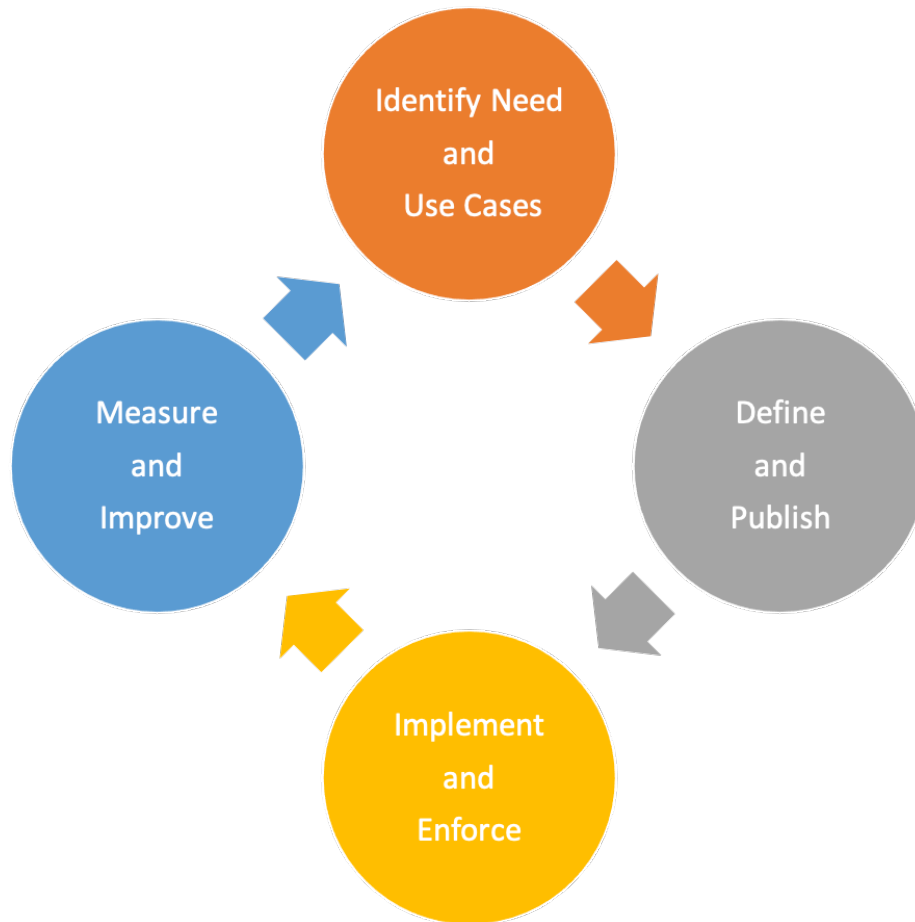 Identify Need
and
Use Cases
Define
and
Publish
Implement
and
Enforce
Measure
and
Improve